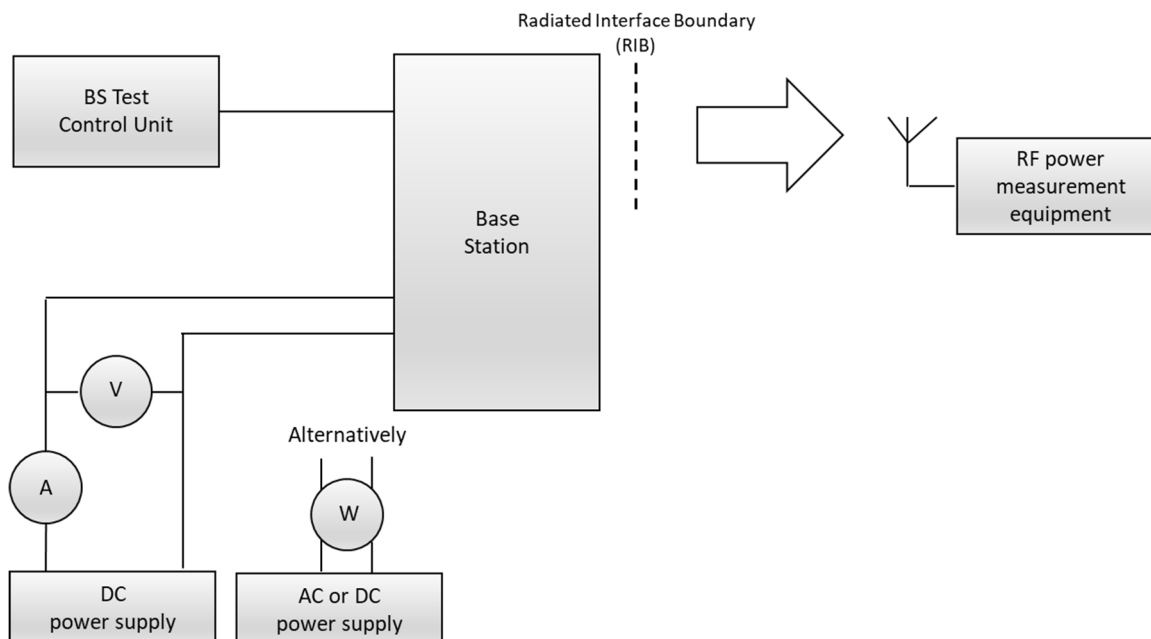 Radiated Interface Boundary
(RIB)
BS Test
Control Unit
Base
Station
RF power
measurement
equipment
V
A
Alternatively
W
DC
power supply
AC or DC
power supply